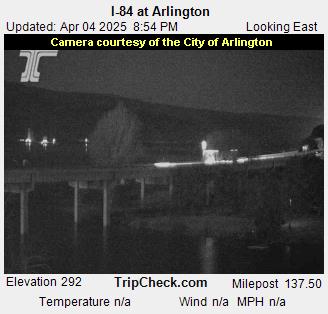 I-84 at Arlington
Updated: Apr 04 2025 8:54 PM Looking East
Camera courtesy of the City of Arlington
Elevation 292 TripCheck.com Milepost 137.50
Temperature n/a Wind n/a MPH n/a